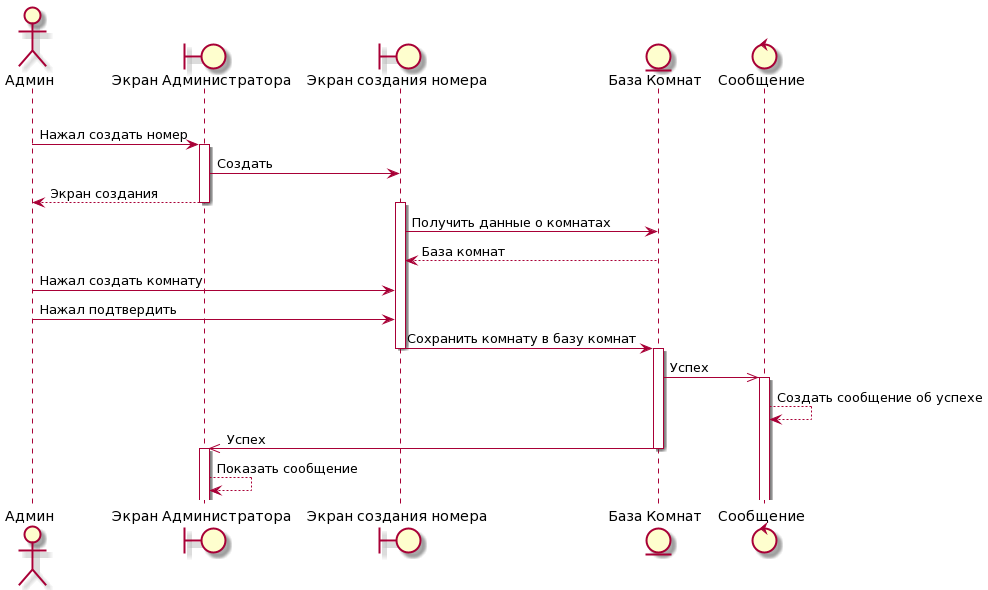 Админ
Экран Администратора
Экран создания номера
База Комнат
Сообщение
Нажал создать номер
Создать
Экран создания
Получить данные о комнатах
База комнат
Нажал создать комнату
Нажал подтвердить
Сохранить комнату в базу комнат
Успех
Создать сообщение об успехе
Успех
Показать сообщение
Админ
Экран Администратора
Экран создания номера
База Комнат
Сообщение